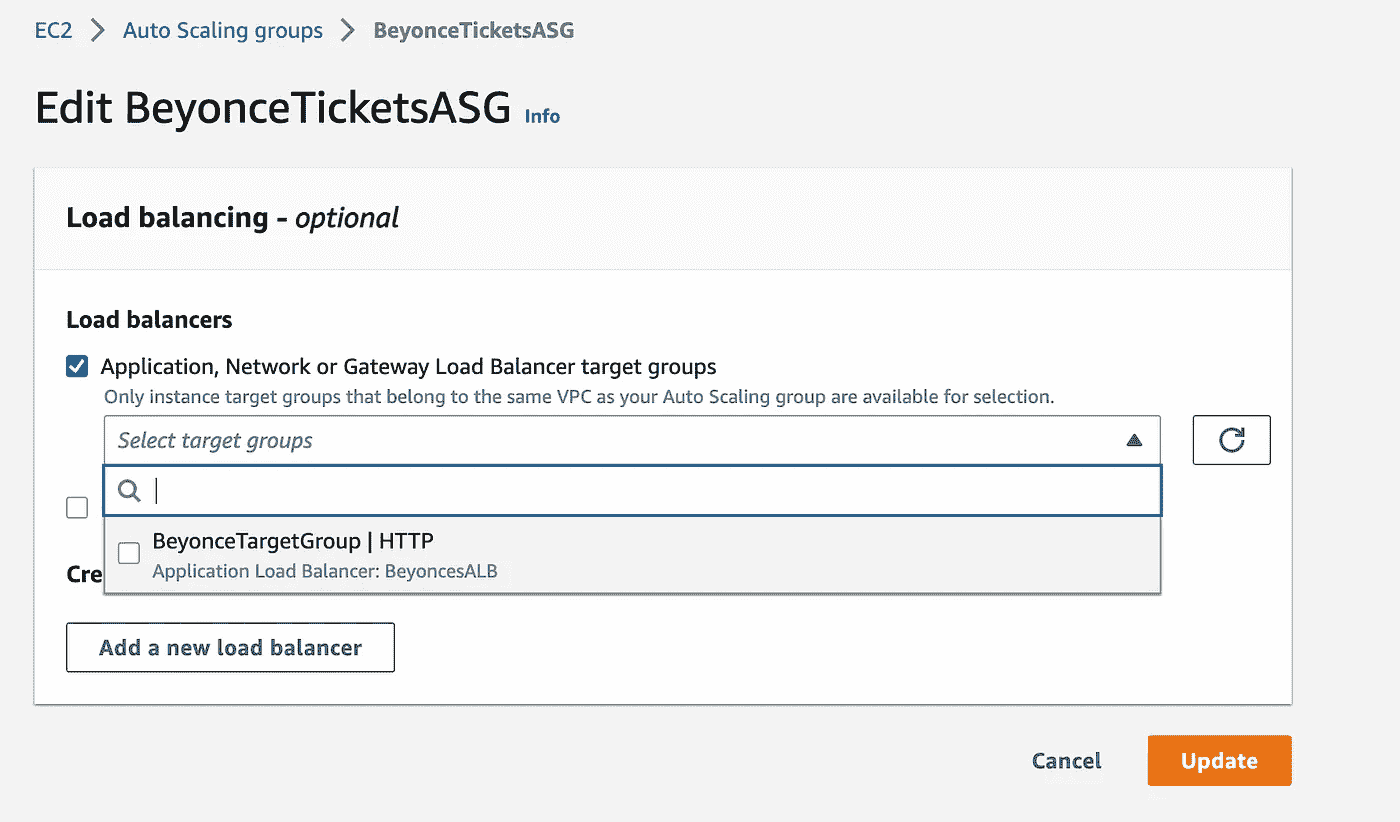 EC2 > Auto Scaling groups > BeyonceTicketsASG
Edit BeyonceTicketsASG Info
Load balancing - optional
Load balancers
Application, Network or Gateway Load Balancer target groups
Only instance target groups that belong to the same VPC as your Auto Scaling group are available for selection.
Select target groups
BeyonceTargetGroup | HTTP
Application Load Balancer: BeyoncesALB
Cre
Add a new load balancer
Cancel Update